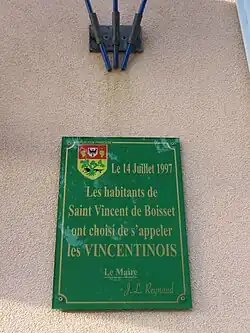 Le 14 Juillet 1997
Les habitants de
Saint Vincent de Boisset
ont choisi de s'appeler
les VINCENTINOIS
Le Maire
J.L. Reynaud